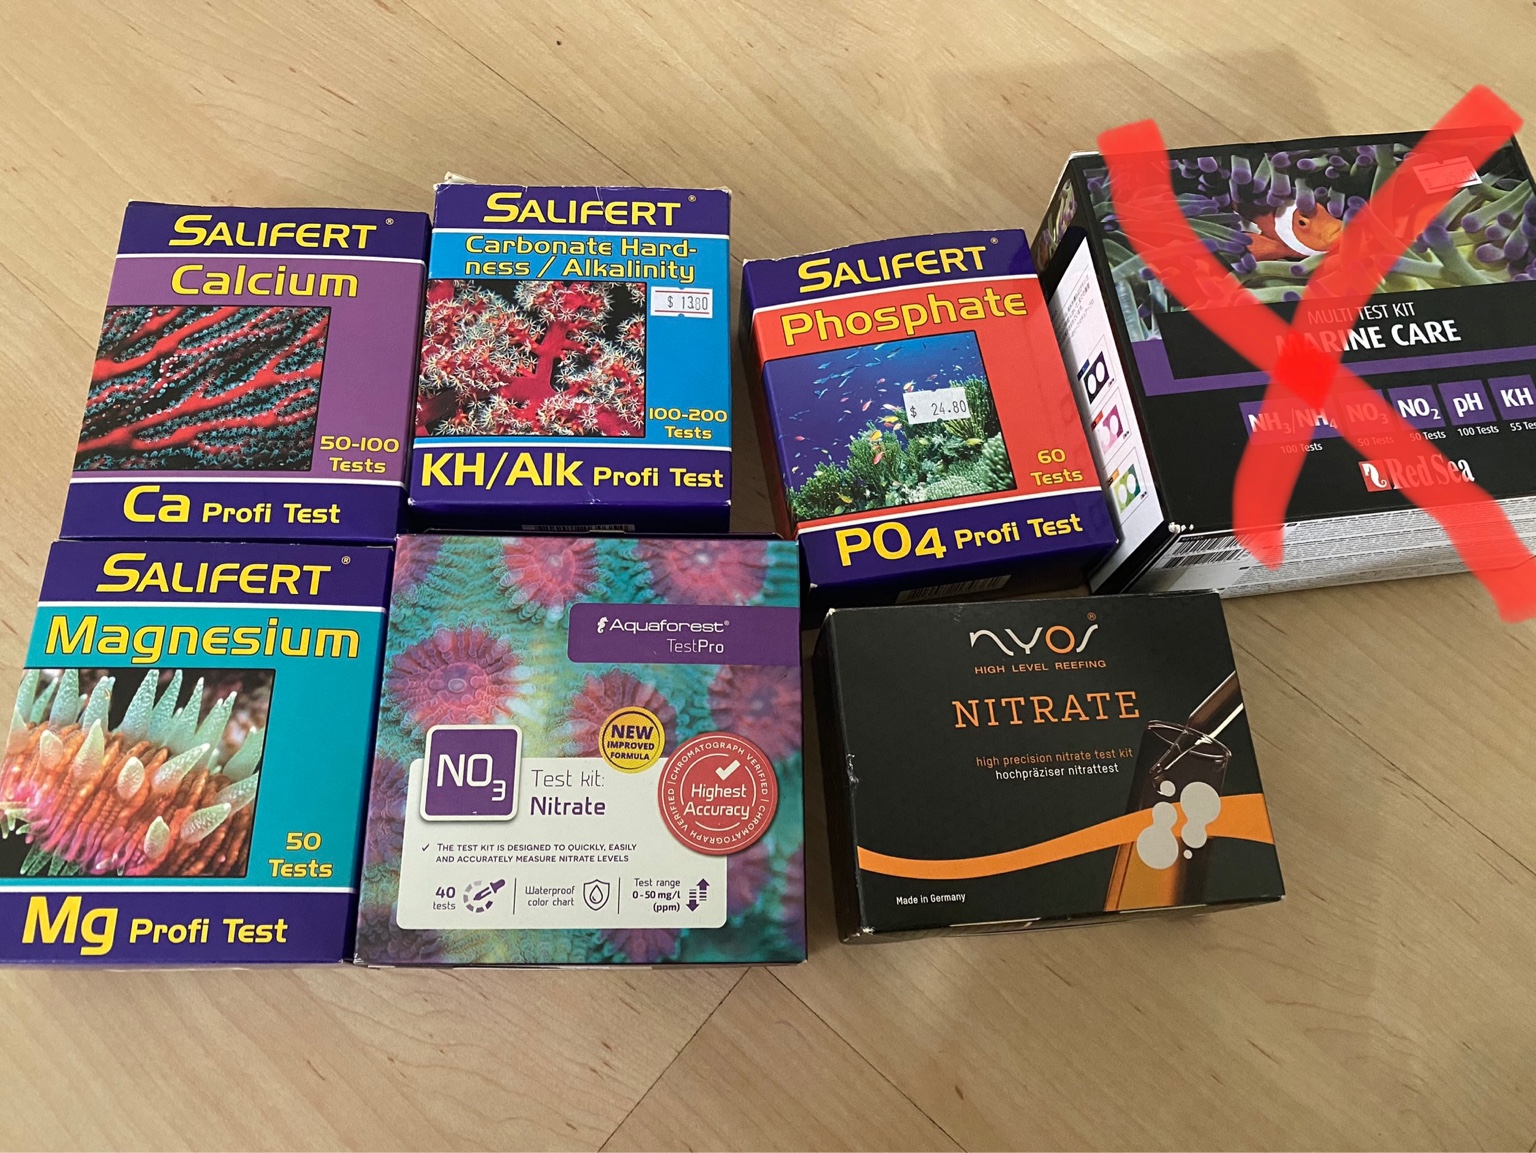 SALIFERT®
Calcium
50-100
Tests
Ca Profi Test
SALIFERT®
Carbonate Hard-
ness / Alkalinity
$ 13.80
100-200
Tests
KH/Alk Profi Test
SALIFERT®
Phosphate
$ 24.80
60
Tests
PO4 Profi Test
MULTI TEST KIT
MARINE CARE
NH3/NH4 NO3 NO2 pH KH
100 Tests 50 Tests 50 Tests 100 Tests 55 Tes
Red Sea
SALIFERT®
Magnesium
50
Tests
Mg Profi Test
Aquaforest®
TestPro
NEW
IMPROVED
FORMULA
NO3
Test kit:
Nitrate
CHROMATOGRAPH VERIFIED
Highest
Accuracy
CHROMATOGRAPH VERIFIED
✓ THE TEST KIT IS DESIGNED TO QUICKLY, EASILY
AND ACCURATELY MEASURE NITRATE LEVELS
40
tests
Waterproof
color chart
Test range
0-50 mg/l
(ppm)
nyos®
HIGH LEVEL REEFING
NITRATE
high precision nitrate test kit
hochpräziser nitrattest
Made in Germany